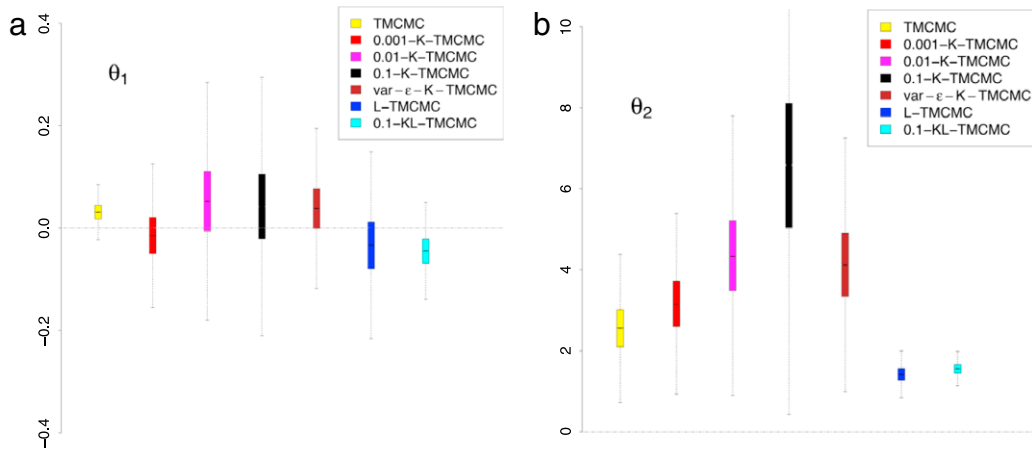 a
θ1
TMCMC
0.001-K-TMCMC
0.01-K-TMCMC
0.1-K-TMCMC
var-ε-K-TMCMC
L-TMCMC
0.1-KL-TMCMC
0.4
0.2
0.0
-0.2
-0.4
b
θ2
TMCMC
0.001-K-TMCMC
0.01-K-TMCMC
0.1-K-TMCMC
var-ε-K-TMCMC
L-TMCMC
0.1-KL-TMCMC
10
8
6
4
2
0